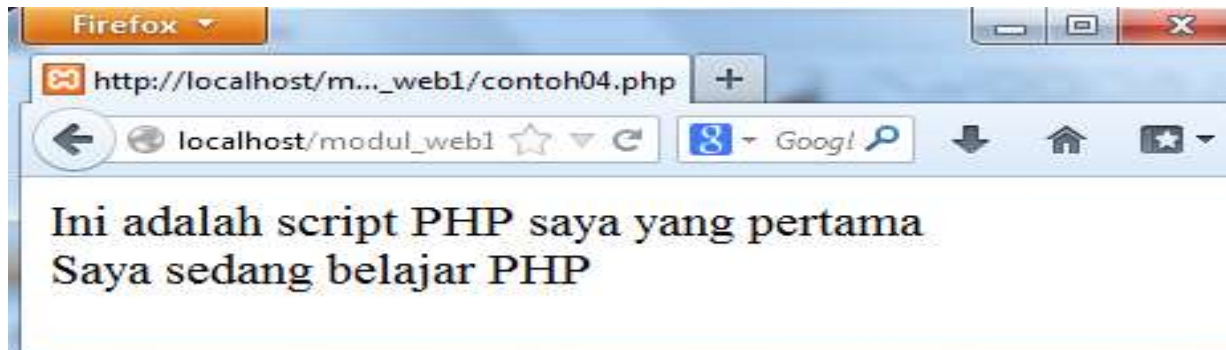 Firefox
http://localhost/m..._web1/contoh04.php
localhost/modul_web1
8
Googl
Ini adalah script PHP saya yang pertama
Saya sedang belajar PHP